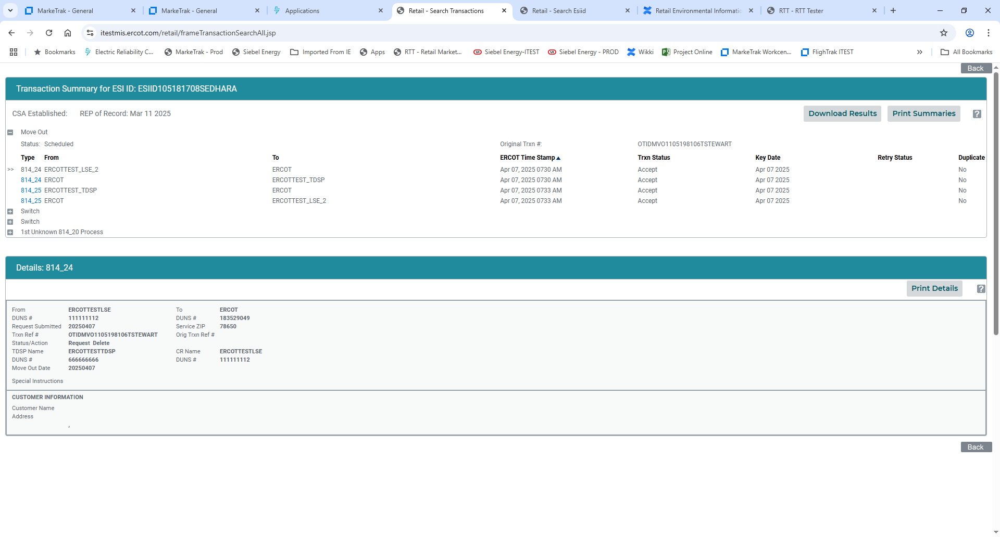 MarkeTrak - General
MarkeTrak - General
Applications
Retail - Search Transactions
Retail - Search Esiid
Retail Environmental Informatio
RTT - RTT Tester
itestmis.ercot.com/retail/frameTransactionSearchAll.jsp
Bookmarks
Electric Reliability C...
MarkeTrak - Prod
Siebel Energy
Imported From IE
Apps
RTT - Retail Market...
Siebel Energy-ITEST
Siebel Energy - PROD
Wikki
Project Online
MarkeTrak Workcen...
FlighTrak ITEST
»
All Bookmarks
Back
Transaction Summary for ESI ID: ESIID105181708SEDHARA
CSA Established: REP of Record: Mar 11 2025
Download Results
Print Summaries
?
Move Out
Status: Scheduled Original Trxn #: OTIDMVO1105198106TSTEWART
Type From To ERCOT Time Stamp Trxn Status Key Date Retry Status Duplicate
>> 814_24 ERCOTTEST_LSE_2 ERCOT Apr 07, 2025 0730 AM Accept Apr 07 2025 No
814_24 ERCOT ERCOTTEST_TDSP Apr 07, 2025 0730 AM Accept Apr 07 2025 No
814_25 ERCOTTEST_TDSP ERCOT Apr 07, 2025 0733 AM Accept Apr 07 2025 No
814_25 ERCOT ERCOTTEST_LSE_2 Apr 07, 2025 0733 AM Accept Apr 07 2025 No
Switch
Switch
1st Unknown 814_20 Process
Details: 814_24
Print Details
?
From ERCOTTESTLSE To ERCOT
DUNS # 111111112 DUNS # 183529049
Request Submitted 20250407 Service ZIP 78650
Trxn Ref # OTIDMVO1105198106TSTEWART Orig Trxn Ref #
Status/Action Request Delete
TDSP Name ERCOTTESTTDSP CR Name ERCOTTESTLSE
DUNS # 666666666 DUNS # 111111112
Move Out Date 20250407
Special Instructions
CUSTOMER INFORMATION
Customer Name
Address
,
Back